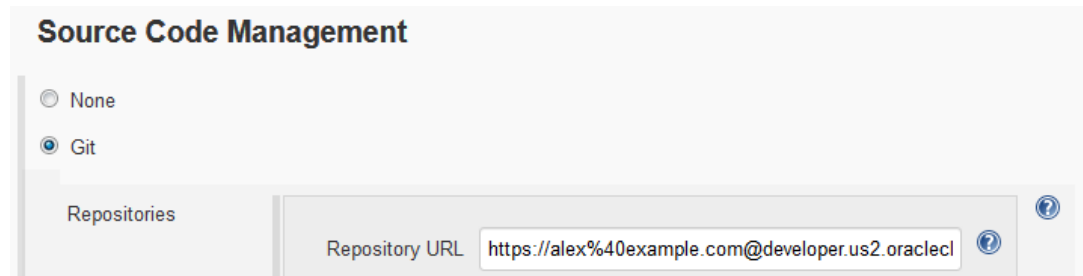 Source Code Management
None
Git
Repositories
Repository URL https://alex%40example.com@developer.us2.oraclecl